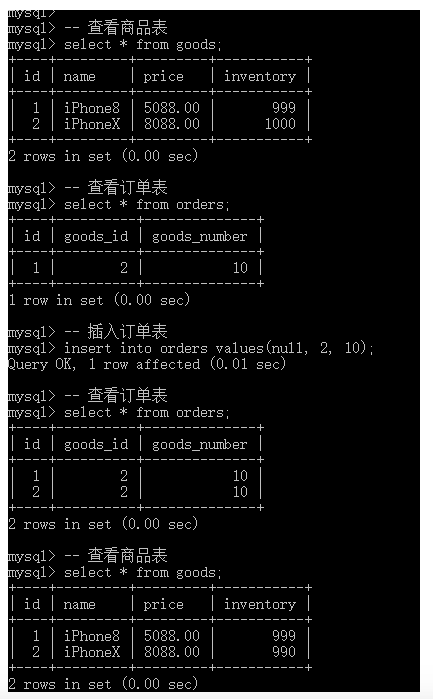 mysql>
mysql> -- 查看商品表
mysql> select * from goods;
+----+---------+---------+-----------+
| id | name    | price   | inventory |
+----+---------+---------+-----------+
|  1 | iPhone8 | 5088.00 |       999 |
|  2 | iPhoneX | 8088.00 |      1000 |
+----+---------+---------+-----------+
2 rows in set (0.00 sec)
mysql> -- 查看订单表
mysql> select * from orders;
+----+----------+--------------+
| id | goods_id | goods_number |
+----+----------+--------------+
|  1 |        2 |           10 |
+----+----------+--------------+
1 row in set (0.00 sec)
mysql> -- 插入订单表
mysql> insert into orders values(null, 2, 10);
Query OK, 1 row affected (0.01 sec)
mysql> -- 查看订单表
mysql> select * from orders;
+----+----------+--------------+
| id | goods_id | goods_number |
+----+----------+--------------+
|  1 |        2 |           10 |
|  2 |        2 |           10 |
+----+----------+--------------+
2 rows in set (0.00 sec)
mysql> -- 查看商品表
mysql> select * from goods;
+----+---------+---------+-----------+
| id | name    | price   | inventory |
+----+---------+---------+-----------+
|  1 | iPhone8 | 5088.00 |       999 |
|  2 | iPhoneX | 8088.00 |       990 |
+----+---------+---------+-----------+
2 rows in set (0.00 sec)